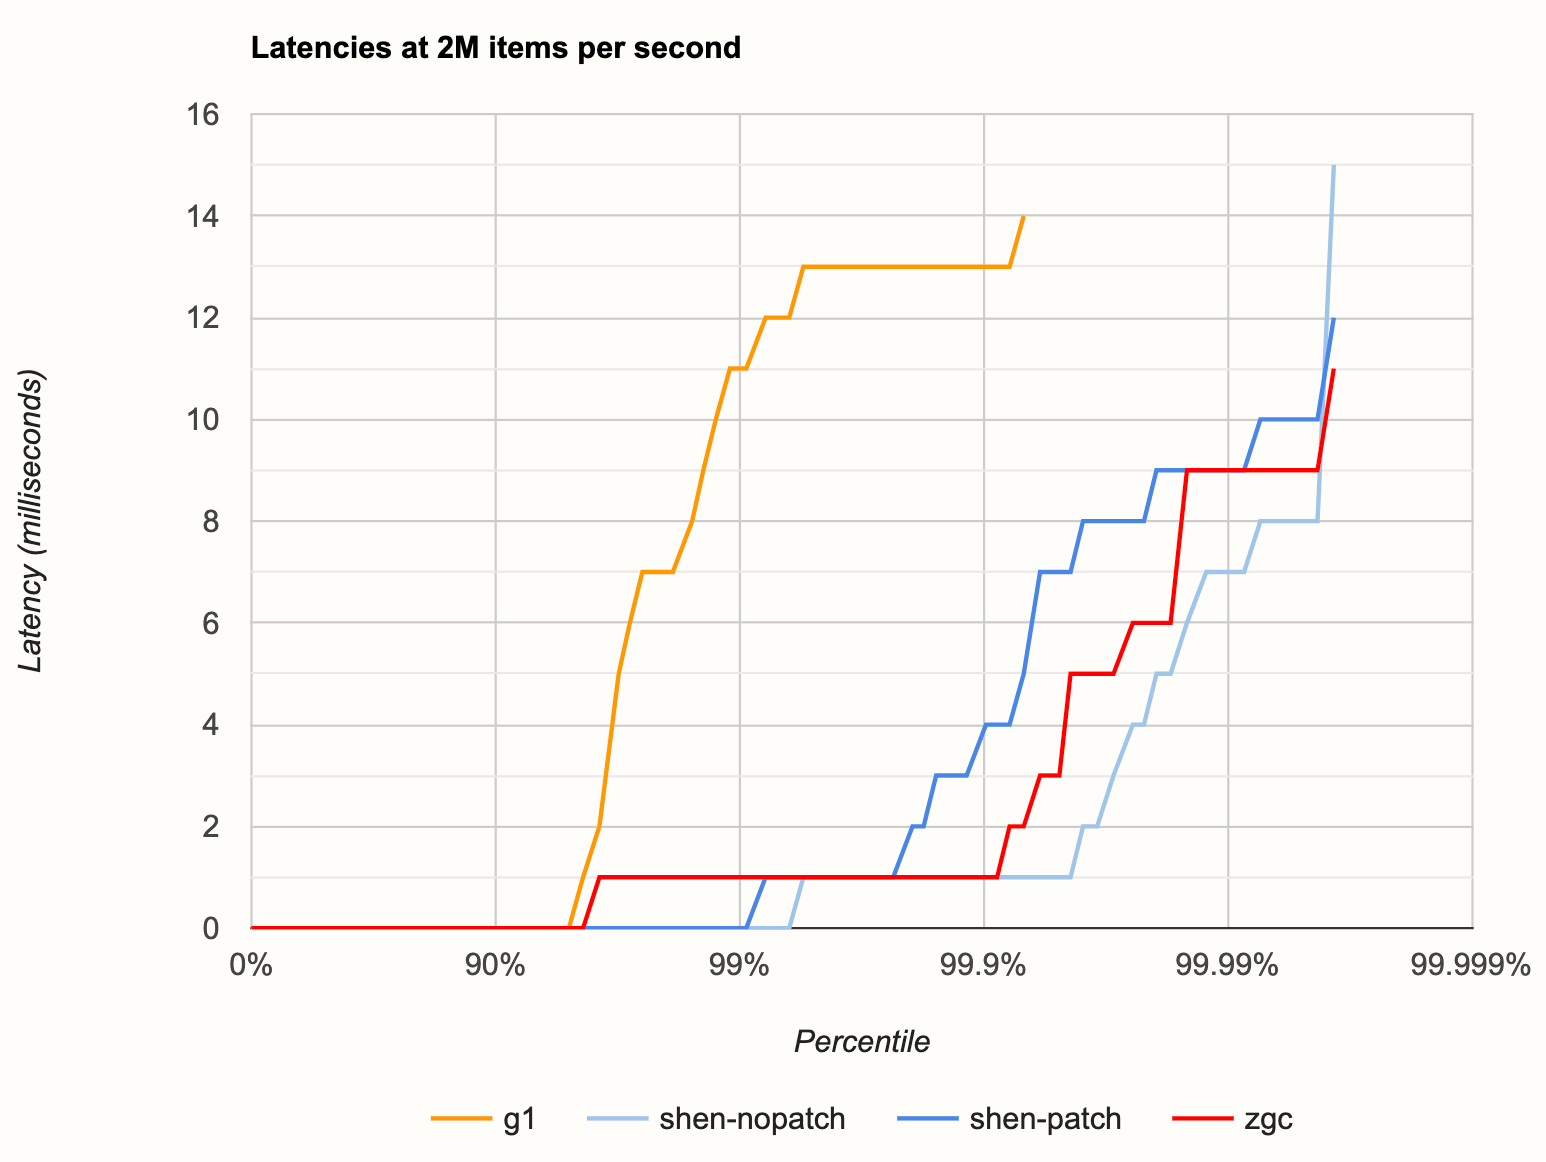 Latencies at 2M items per second
Latency (milliseconds)
16
14
12
10
8
6
4
2
0
0% 90% 99% 99.9% 99.99% 99.999%
Percentile
g1 shen-nopatch shen-patch zgc